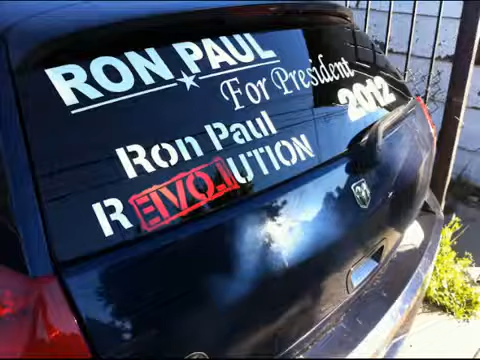 RON PAUL
For President
2012
Ron Paul
REVOLUTION